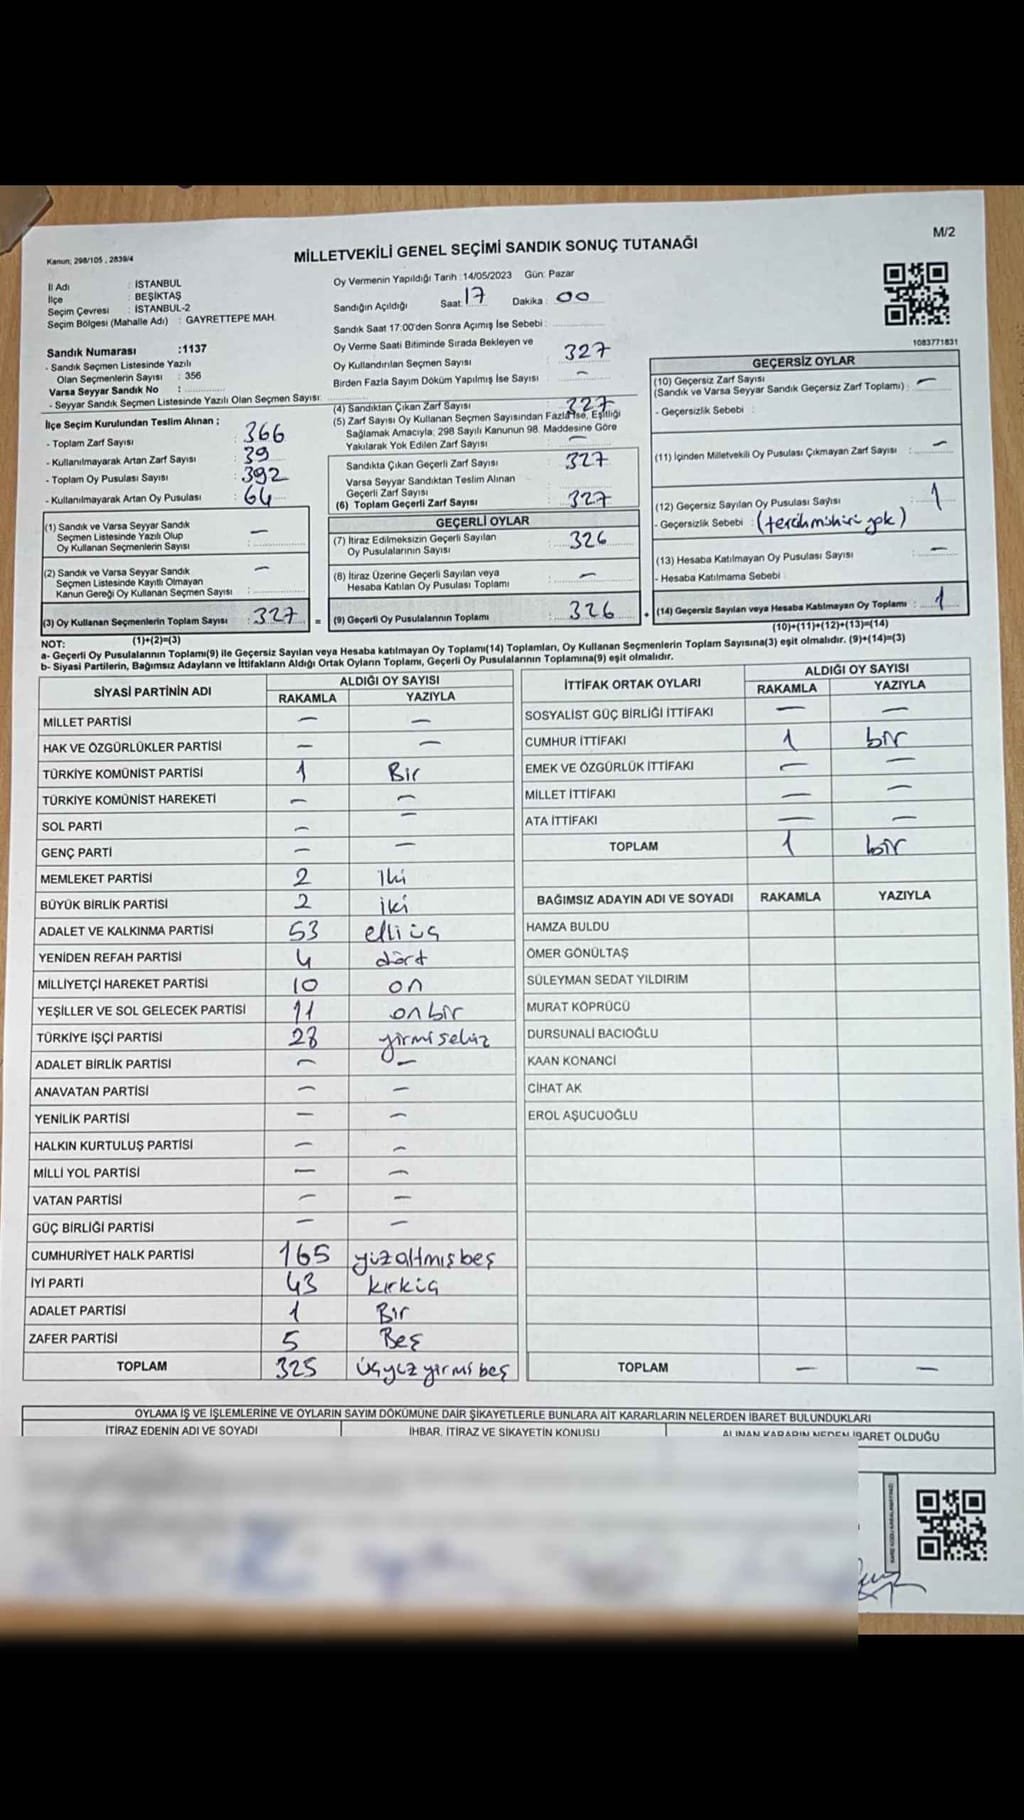 M/2
MİLLETVEKİLİ GENEL SEÇİMİ SANDIK SONUÇ TUTANAĞI
Kanun; 298/105 , 2839/4
İl Adı : İSTANBUL
İlçe : BEŞİKTAŞ
Seçim Çevresi : İSTANBUL-2
Seçim Bölgesi (Mahalle Adı) : GAYRETTEPE MAH.
Sandık Numarası :1137
- Sandık Seçmen Listesinde Yazılı
Olan Seçmenlerin Sayısı : 356
Varsa Seyyar Sandık No :
- Seyyar Sandık Seçmen Listesinde Yazılı Olan Seçmen Sayısı:
İlçe Seçim Kurulundan Teslim Alınan ;
- Toplam Zarf Sayısı : 366
- Kullanılmayarak Artan Zarf Sayısı : 39
- Toplam Oy Pusulası Sayısı : 392
- Kullanılmayarak Artan Oy Pusulası : 64
(1) Sandık ve Varsa Seyyar Sandık
Seçmen Listesinde Yazılı Olup
Oy Kullanan Seçmenlerin Sayısı : —
(2) Sandık ve Varsa Seyyar Sandık
Seçmen Listesinde Kayıtlı Olmayan
Kanun Gereği Oy Kullanan Seçmen Sayısı : —
(3) Oy Kullanan Seçmenlerin Toplam Sayısı : 327
(1)+(2)=(3)
Oy Vermenin Yapıldığı Tarih :14/05/2023 Gün: Pazar
Sandığın Açıldığı Saat: 17 Dakika : 00
Sandık Saat 17:00'den Sonra Açımış İse Sebebi :
Oy Verme Saati Bitiminde Sırada Bekleyen ve
Oy Kullandırılan Seçmen Sayısı : 327
Birden Fazla Sayım Döküm Yapılmış İse Sayısı : —
(4) Sandıktan Çıkan Zarf Sayısı : 327
(5) Zarf Sayısı Oy Kullanan Seçmen Sayısından Fazla İse, Eşitliği
Sağlamak Amacıyla; 298 Sayılı Kanunun 98. Maddesine Göre
Yakılarak Yok Edilen Zarf Sayısı : —
Sandıkta Çıkan Geçerli Zarf Sayısı : 327
Varsa Seyyar Sandıktan Teslim Alınan
Geçerli Zarf Sayısı :
(6) Toplam Geçerli Zarf Sayısı : 327
GEÇERLİ OYLAR
(7) İtiraz Edilmeksizin Geçerli Sayılan
Oy Pusulalarının Sayısı : 326
(8) İtiraz Üzerine Geçerli Sayılan veya
Hesaba Katılan Oy Pusulası Toplamı : —
= (9) Geçerli Oy Pusulalarının Toplamı : 326 +
1083771831
GEÇERSİZ OYLAR
(10) Geçersiz Zarf Sayısı
(Sandık ve Varsa Seyyar Sandık Geçersiz Zarf Toplamı) : —
- Geçersizlik Sebebi :
(11) İçinden Milletvekili Oy Pusulası Çıkmayan Zarf Sayısı : —
(12) Geçersiz Sayılan Oy Pusulası Sayısı : 1
- Geçersizlik Sebebi : (tercih mühürü yok)
(13) Hesaba Katılmayan Oy Pusulası Sayısı : —
- Hesaba Katılmama Sebebi :
(14) Geçersiz Sayılan veya Hesaba Katılmayan Oy Toplamı : 1
(10)+(11)+(12)+(13)=(14)
NOT:
a- Geçerli Oy Pusulalarının Toplamı(9) ile Geçersiz Sayılan veya Hesaba katılmayan Oy Toplamı(14) Toplamları, Oy Kullanan Seçmenlerin Toplam Sayısına(3) eşit olmalıdır. (9)+(14)=(3)
b- Siyasi Partilerin, Bağımsız Adayların ve İttifakların Aldığı Ortak Oyların Toplamı, Geçerli Oy Pusulalarının Toplamına(9) eşit olmalıdır.
SİYASİ PARTİNİN ADI ALDIĞI OY SAYISI
RAKAMLA YAZIYLA
MİLLET PARTİSİ — —
HAK VE ÖZGÜRLÜKLER PARTİSİ — —
TÜRKİYE KOMÜNİST PARTİSİ 1 Bir
TÜRKİYE KOMÜNİST HAREKETİ — —
SOL PARTİ — —
GENÇ PARTİ — —
MEMLEKET PARTİSİ 2 İki
BÜYÜK BİRLİK PARTİSİ 2 iki
ADALET VE KALKINMA PARTİSİ 53 elli üç
YENİDEN REFAH PARTİSİ 4 dört
MİLLİYETÇİ HAREKET PARTİSİ 10 on
YEŞİLLER VE SOL GELECEK PARTİSİ 11 on bir
TÜRKİYE İŞÇİ PARTİSİ 28 yirmi sekiz
ADALET BİRLİK PARTİSİ — —
ANAVATAN PARTİSİ — —
YENİLİK PARTİSİ — —
HALKIN KURTULUŞ PARTİSİ — —
MİLLİ YOL PARTİSİ — —
VATAN PARTİSİ — —
GÜÇ BİRLİĞİ PARTİSİ — —
CUMHURİYET HALK PARTİSİ 165 yüzaltmışbeş
İYİ PARTİ 43 kırküç
ADALET PARTİSİ 1 Bir
ZAFER PARTİSİ 5 Beş
TOPLAM 325 üçyüzyirmi beş
İTTİFAK ORTAK OYLARI ALDIĞI OY SAYISI
RAKAMLA YAZIYLA
SOSYALİST GÜÇ BİRLİĞİ İTTİFAKI — —
CUMHUR İTTİFAKI 1 bir
EMEK VE ÖZGÜRLÜK İTTİFAKI — —
MİLLET İTTİFAKI — —
ATA İTTİFAKI — —
TOPLAM 1 bir
BAĞIMSIZ ADAYIN ADI VE SOYADI RAKAMLA YAZIYLA
HAMZA BULDU
ÖMER GÖNÜLTAŞ
SÜLEYMAN SEDAT YILDIRIM
MURAT KÖPRÜCÜ
DURSUNALİ BACIOĞLU
KAAN KONANCİ
CİHAT AK
EROL AŞUCUOĞLU
TOPLAM — —
OYLAMA İŞ VE İŞLEMLERİNE VE OYLARIN SAYIM DÖKÜMÜNE DAİR ŞİKAYETLERLE BUNLARA AİT KARARLARIN NELERDEN İBARET BULUNDUKLARI
İTİRAZ EDENİN ADI VE SOYADI İHBAR, İTİRAZ VE ŞİKAYETİN KONUSU ALINAN KARARIN NEDEN İBARET OLDUĞU